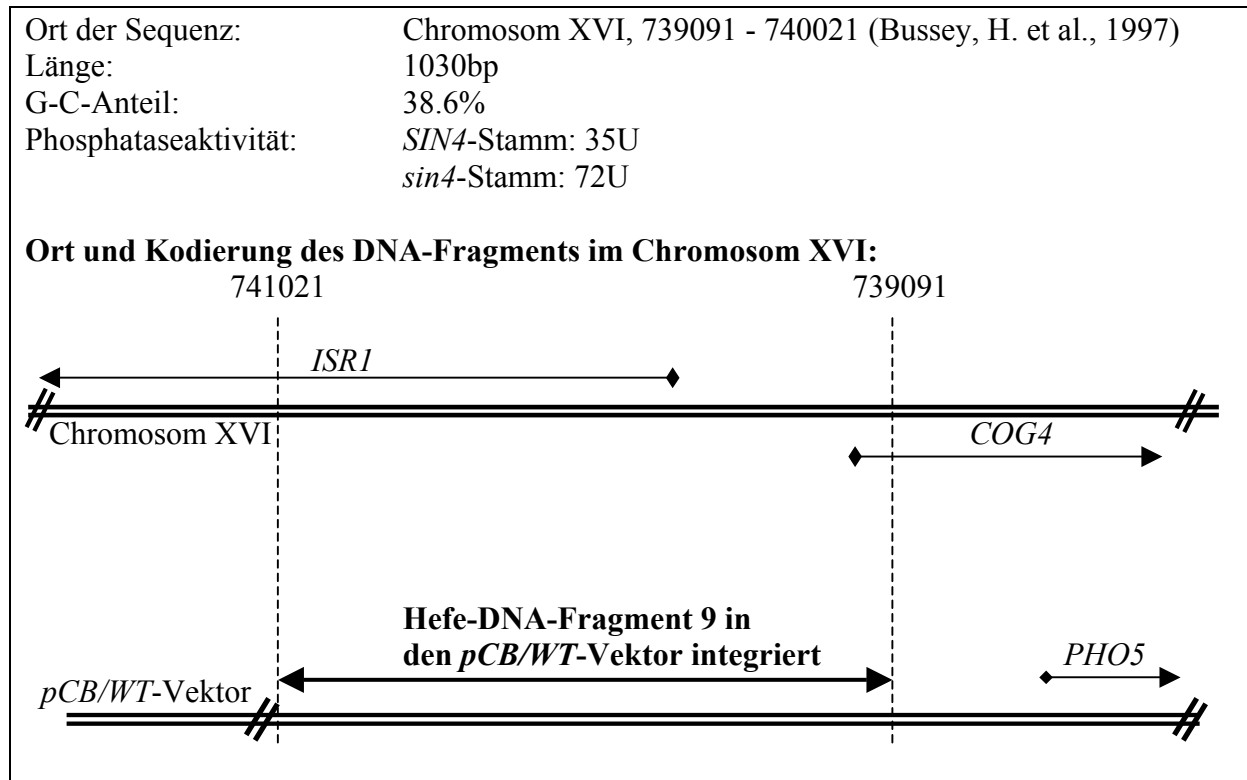 Ort der Sequenz: Chromosom XVI, 739091 - 740021 (Bussey, H. et al., 1997)
Länge: 1030bp
G-C-Anteil: 38.6%
Phosphataseaktivität: SIN4-Stamm: 35U
sin4-Stamm: 72U
Ort und Kodierung des DNA-Fragments im Chromosom XVI:
741021 739091
ISR1
Chromosom XVI COG4
Hefe-DNA-Fragment 9 in
den pCB/WT-Vektor integriert PHO5
pCB/WT-Vektor